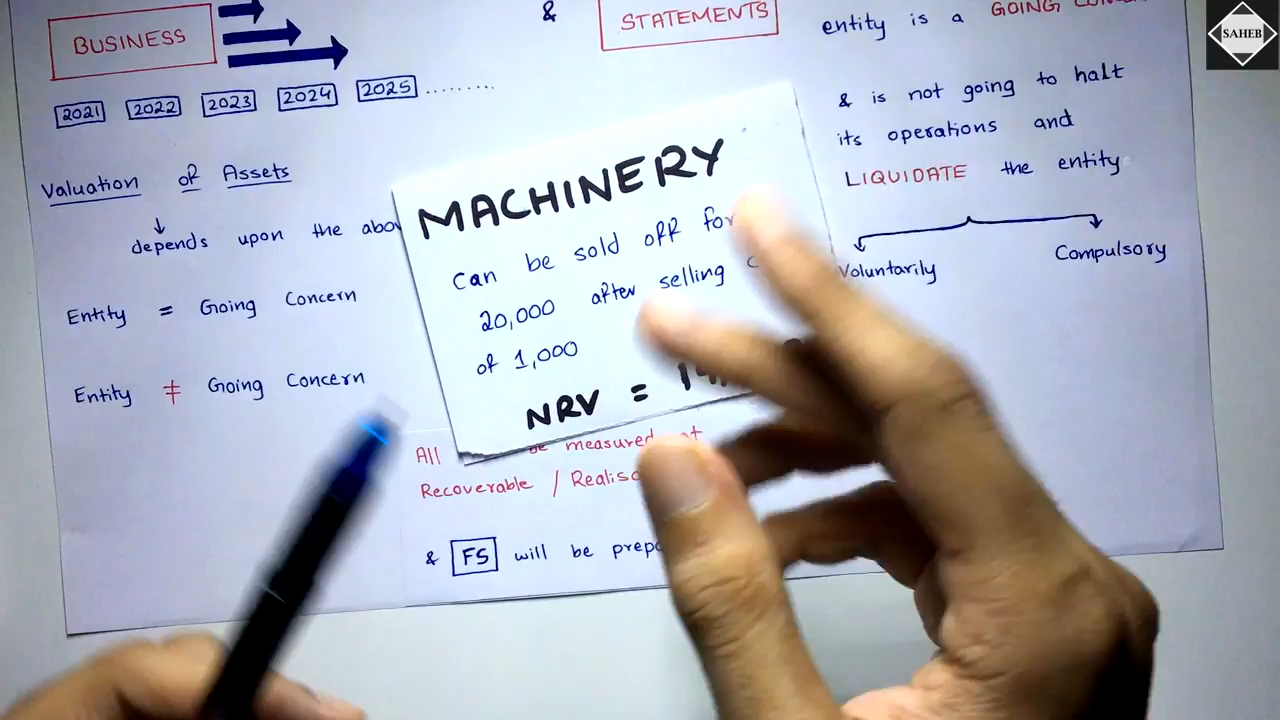 BUSINESS
2021 2022 2023 2024 2025 .........
Valuation of Assets
depends upon the
Entity = Going Concern
Entity ≠ Going Concern
&
STATEMENTS
MACHINERY
Can be sold off for
20,000 after selling
of 1,000
NRV =
All be measured at
Recoverable /
& FS will be
entity is a GOING
& is not going to halt
its operations and
LIQUIDATE the entity
Voluntarily
Compulsory
SAHEB